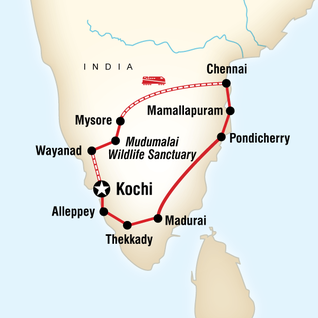 INDIA
Chennai
Mamallapuram
Mysore
Mudumalai
Wildlife Sanctuary
Pondicherry
Wayanad
Kochi
Alleppey
Madurai
Thekkady